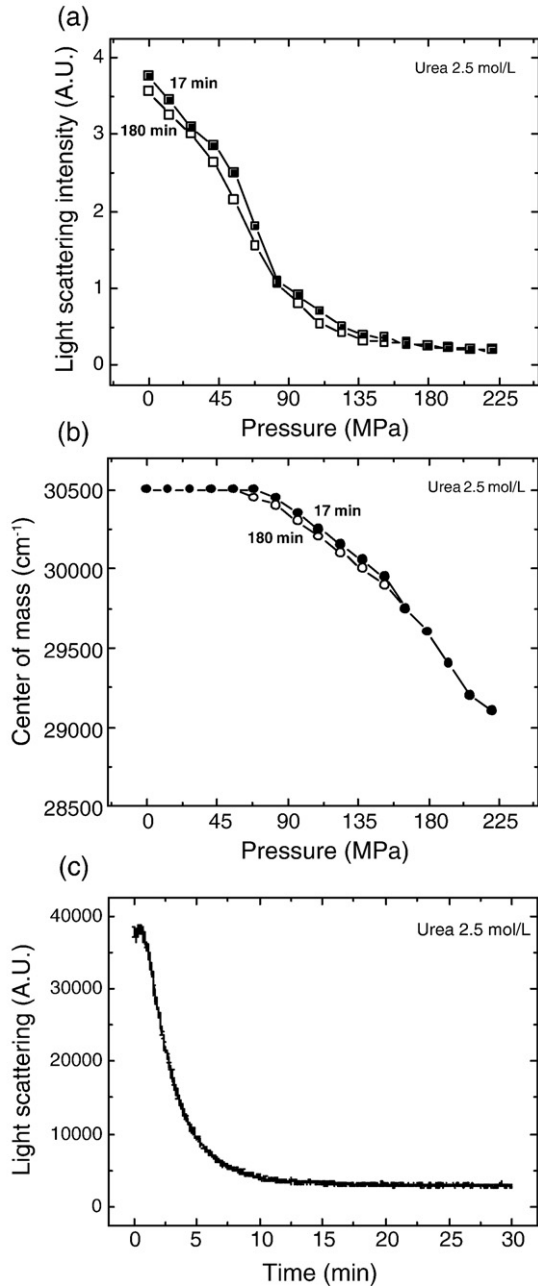 (a)
Light scattering intensity (A.U.)
4
3
2
1
0
Urea 2.5 mol/L
17 min
180 min
0 45 90 135 180 225
Pressure (MPa)
(b)
Center of mass (cm⁻¹)
30500
30000
29500
29000
28500
Urea 2.5 mol/L
17 min
180 min
0 45 90 135 180 225
Pressure (MPa)
(c)
Light scattering (A.U.)
40000
30000
20000
10000
0
Urea 2.5 mol/L
0 5 10 15 20 25 30
Time (min)